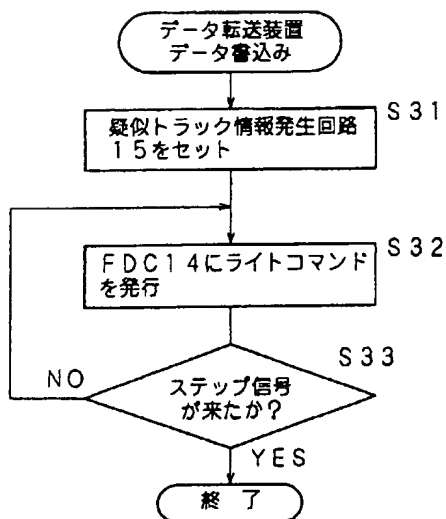 データ転送装置
データ書込み
S31
疑似トラック情報発生回路
15をセット
S32
FDC14にライトコマンド
を発行
S33
NO
ステップ信号
が来たか?
YES
終 了